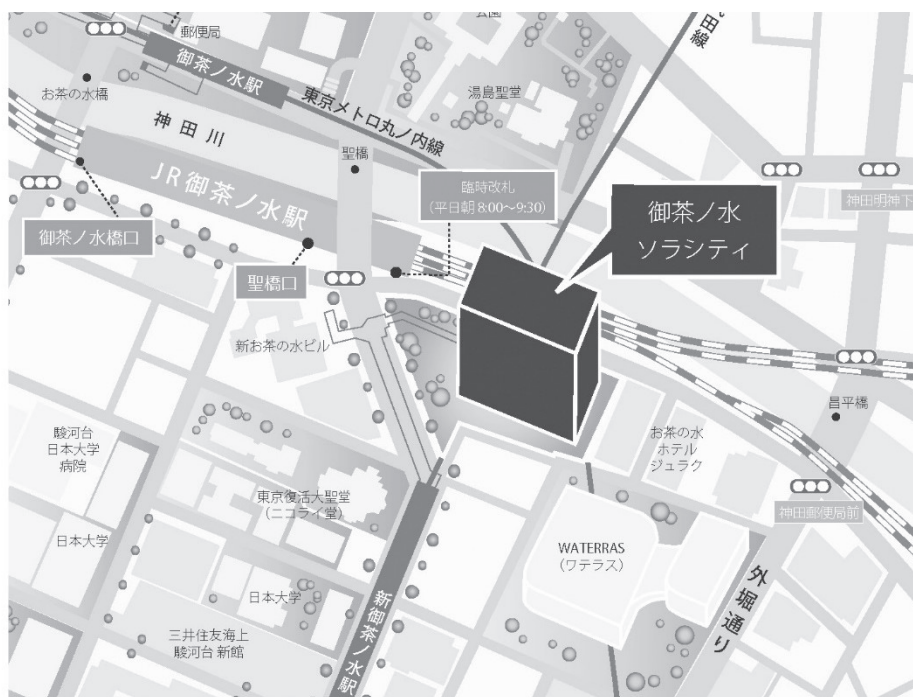 公園
郵便局
御茶ノ水駅
お茶の水橋
東京メトロ丸ノ内線
田線
湯島聖堂
神田川
聖橋
JR御茶ノ水駅
臨時改札
（平日朝 8:00〜9:30）
御茶ノ水
ソラシティ
神田明神下
御茶ノ水橋口
聖橋口
新お茶の水ビル
昌平橋
駿河台
日本大学
病院
お茶の水
ホテル
ジュラク
東京復活大聖堂
（ニコライ堂）
神田郵便局前
日本大学
WATERRAS
（ワテラス）
外堀通り
日本大学
新御茶ノ水駅
三井住友海上
駿河台 新館